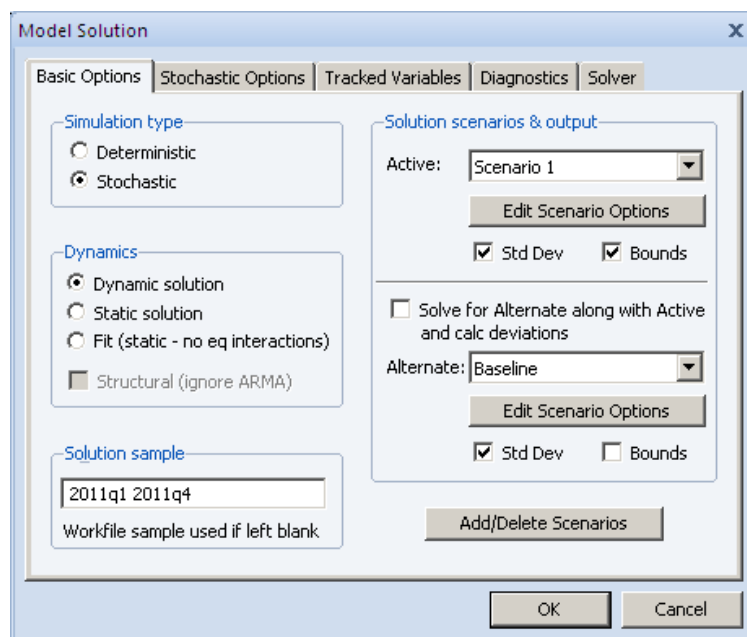 Model Solution
x
Basic Options
Stochastic Options
Tracked Variables
Diagnostics
Solver
Simulation type
Deterministic
Stochastic
Dynamics
Dynamic solution
Static solution
Fit (static - no eq interactions)
Structural (ignore ARMA)
Solution sample
2011q1 2011q4
Workfile sample used if left blank
Solution scenarios & output
Active:
Scenario 1
Edit Scenario Options
Std Dev
Bounds
Solve for Alternate along with Active
and calc deviations
Alternate:
Baseline
Edit Scenario Options
Std Dev
Bounds
Add/Delete Scenarios
OK
Cancel